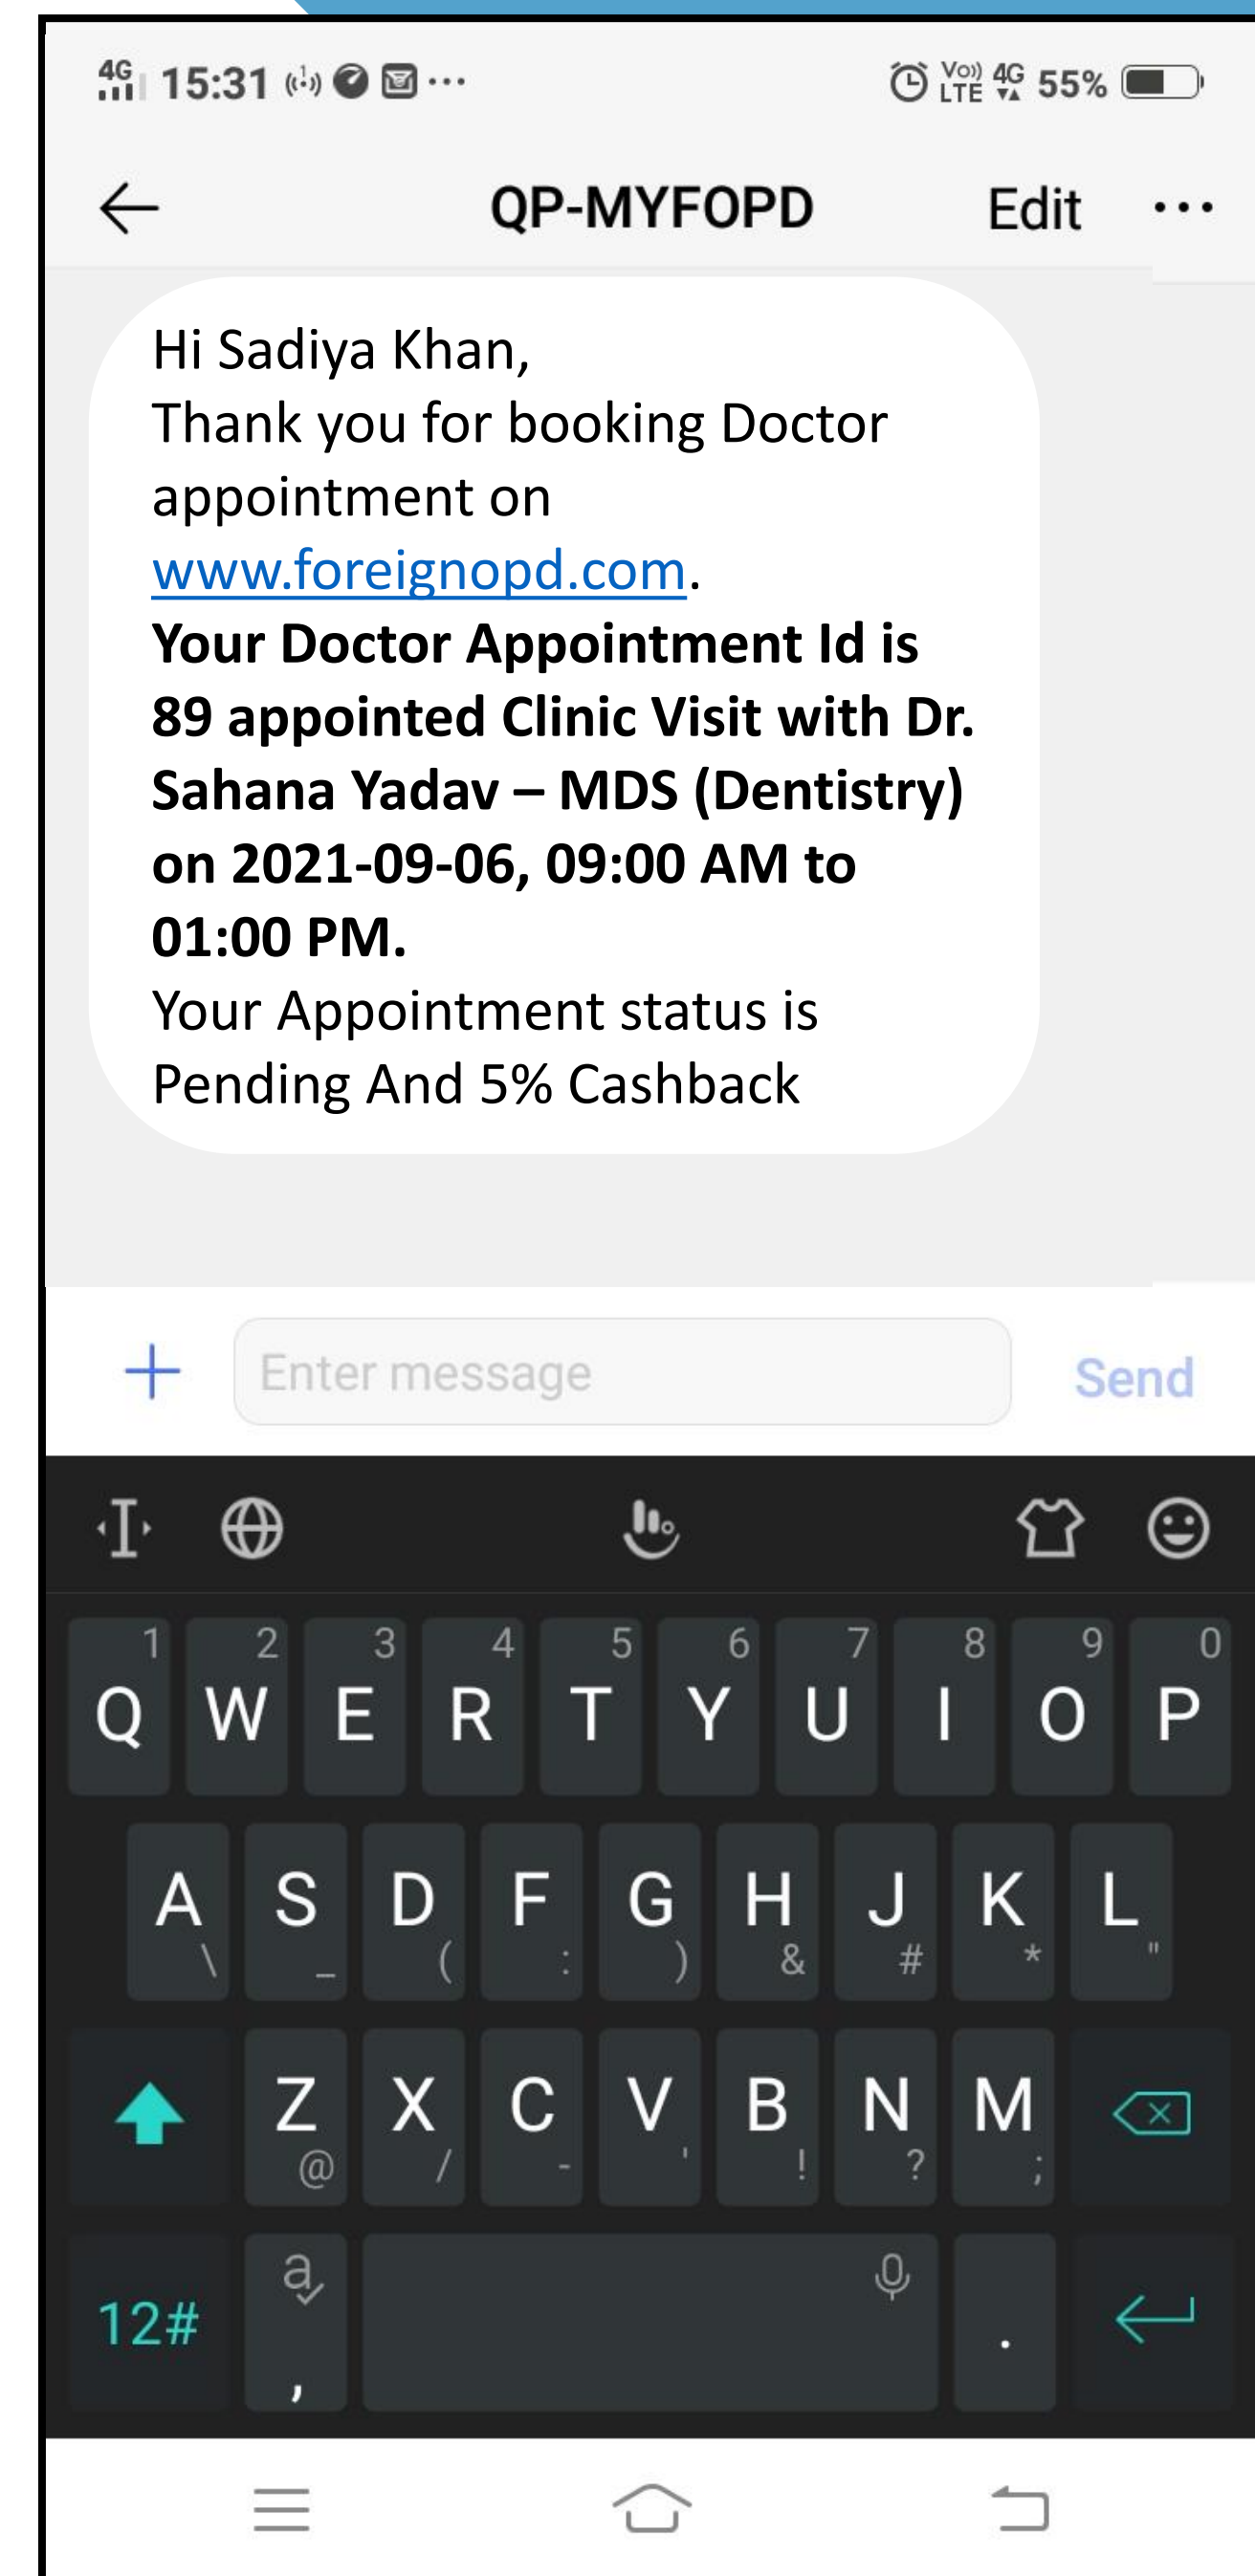 4G 15:31 ... Vo)) LTE 4G 55%
QP-MYFOPD Edit ...
Hi Sadiya Khan,
Thank you for booking Doctor
appointment on
www.foreignopd.com.
Your Doctor Appointment Id is
89 appointed Clinic Visit with Dr.
Sahana Yadav – MDS (Dentistry)
on 2021-09-06, 09:00 AM to
01:00 PM.
Your Appointment status is
Pending And 5% Cashback
Enter message Send
1 2 3 4 5 6 7 8 9 0
Q W E R T Y U I O P
A S D F G H J K L
\ _ ( : ) & # * "
Z X C V B N M
@ / - ' ! ? ;
12# a , .